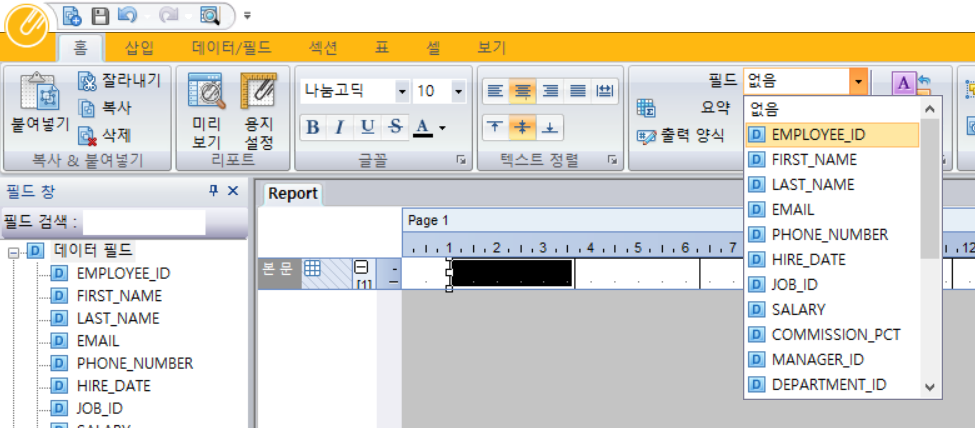 홈 삽입 데이터/필드 섹션 표 셀 보기
붙여넣기 잘라내기 복사 삭제
복사 & 붙여넣기
미리 보기 용지 설정
리포트
나눔고딕 10
B I U S A
글꼴
텍스트 정렬
필드 없음
요약
출력 양식
A
없음
EMPLOYEE_ID
FIRST_NAME
LAST_NAME
EMAIL
PHONE_NUMBER
HIRE_DATE
JOB_ID
SALARY
COMMISSION_PCT
MANAGER_ID
DEPARTMENT_ID
필드 창
필드 검색 :
데이터 필드
EMPLOYEE_ID
FIRST_NAME
LAST_NAME
EMAIL
PHONE_NUMBER
HIRE_DATE
JOB_ID
SALARY
Report
Page 1
1 2 3 4 5 6 7 12
본문 [1]